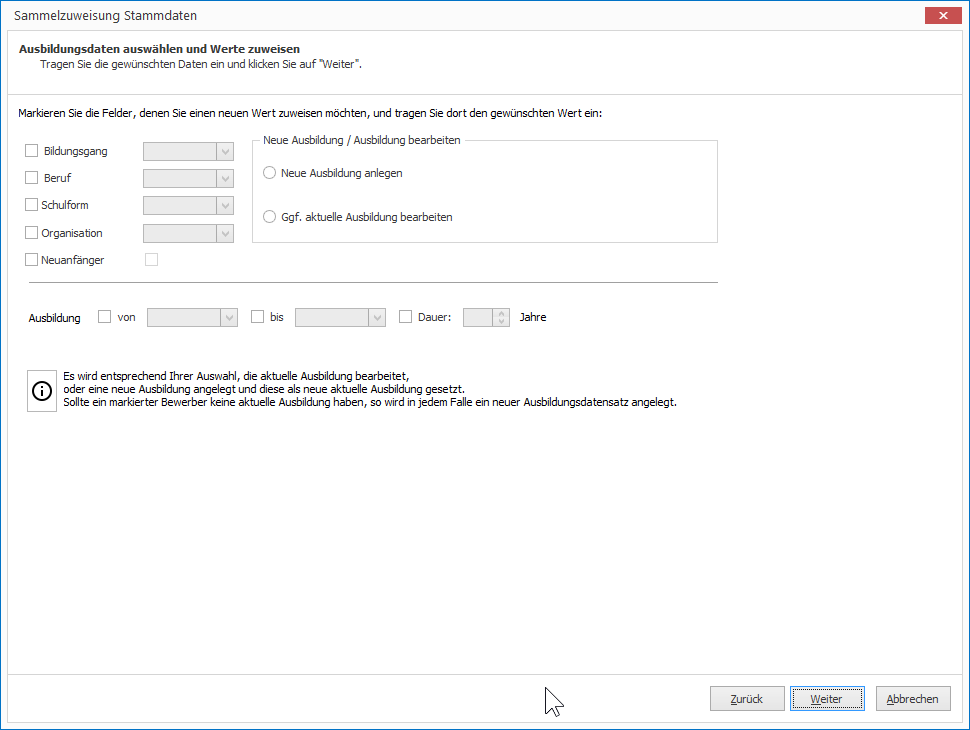 Sammelzuweisung Stammdaten
Ausbildungsdaten auswählen und Werte zuweisen
Tragen Sie die gewünschten Daten ein und klicken Sie auf "Weiter".
Markieren Sie die Felder, denen Sie einen neuen Wert zuweisen möchten, und tragen Sie dort den gewünschten Wert ein:
Bildungsgang
Beruf
Schulform
Organisation
Neuanfänger
Neue Ausbildung / Ausbildung bearbeiten
Neue Ausbildung anlegen
Ggf. aktuelle Ausbildung bearbeiten
Ausbildung von bis Dauer: Jahre
Es wird entsprechend Ihrer Auswahl, die aktuelle Ausbildung bearbeitet,
oder eine neue Ausbildung angelegt und diese als neue aktuelle Ausbildung gesetzt.
Sollte ein markierter Bewerber keine aktuelle Ausbildung haben, so wird in jedem Falle ein neuer Ausbildungsdatensatz angelegt.
Zurück Weiter Abbrechen